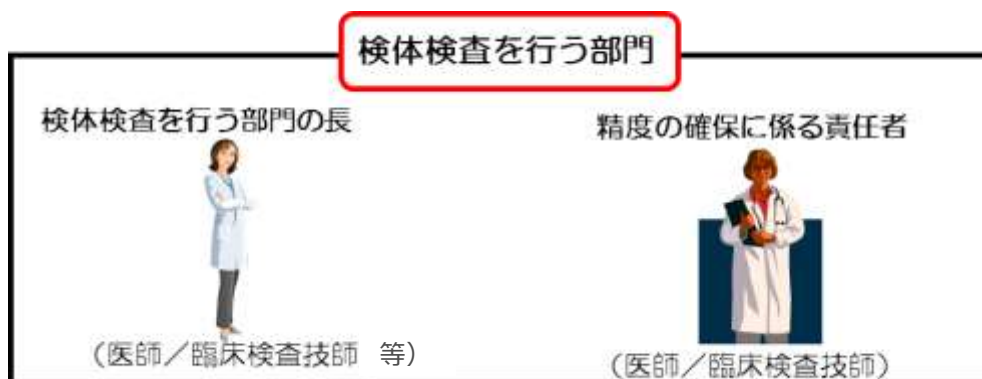 検体検査を行う部門
検体検査を行う部門の長
精度の確保に係る責任者
（医師／臨床検査技師　等）
（医師／臨床検査技師）